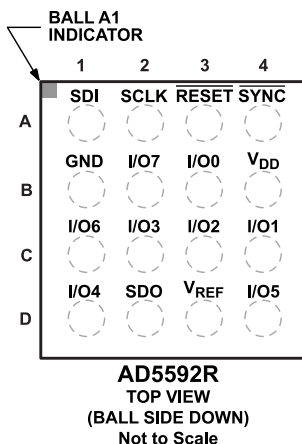 BALL A1
INDICATOR
1 2 3 4
A SDI SCLK RESET SYNC
B GND I/O7 I/O0 VDD
C I/O6 I/O3 I/O2 I/O1
D I/O4 SDO VREF I/O5
AD5592R
TOP VIEW
(BALL SIDE DOWN)
Not to Scale